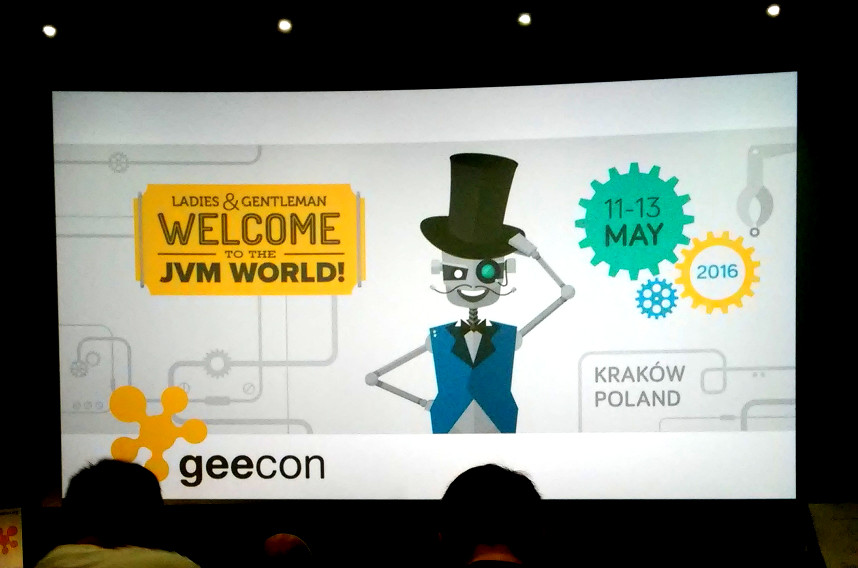 LADIES & GENTLEMAN
WELCOME
TO THE
JVM WORLD!
11-13
MAY
2016
KRAKÓW
POLAND
geecon